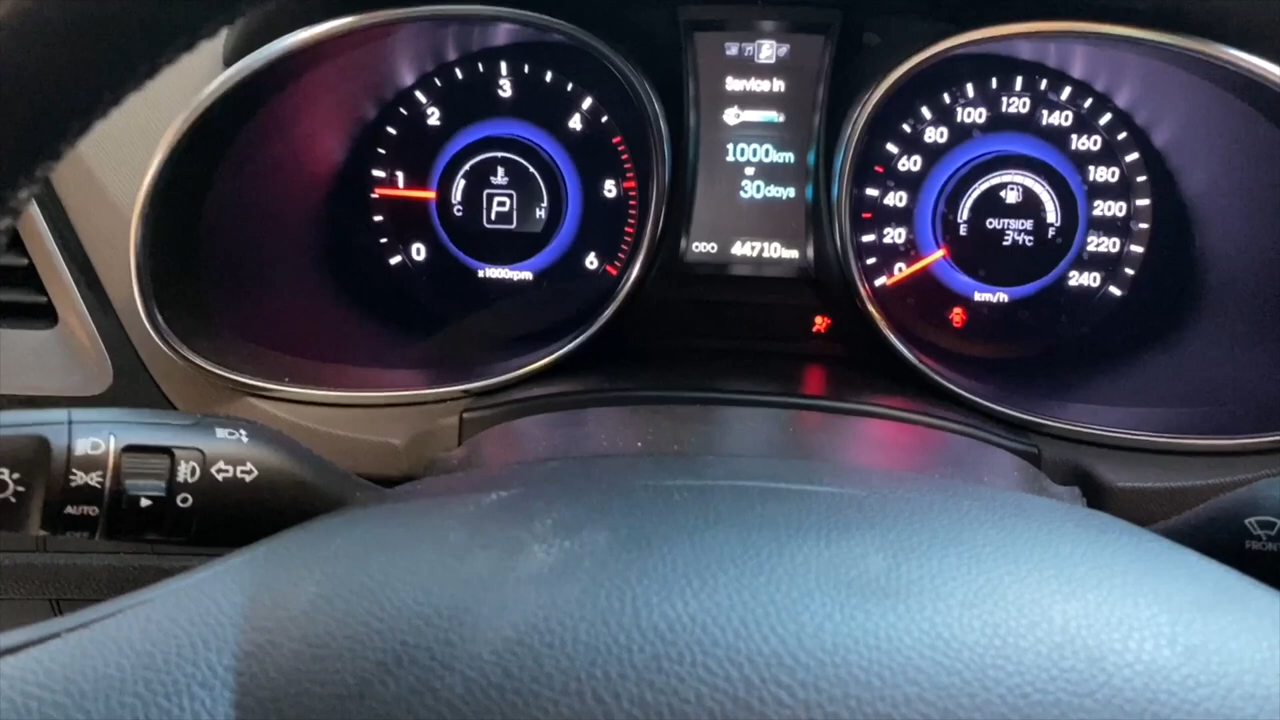 0
1
2
3
4
5
6
C
H
P
x1000rpm
Service in
1000km
or
30days
ODO 44710km
0
20
40
60
80
100
120
140
160
180
200
220
240
E
F
OUTSIDE
34°C
km/h
AUTO
FRONT